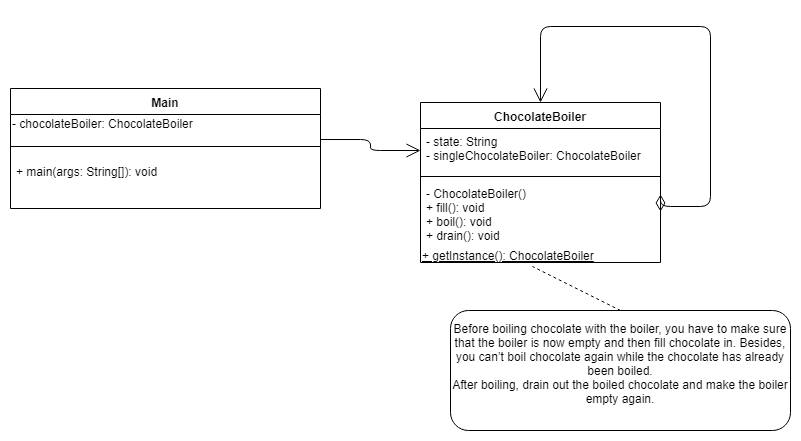 Main
- chocolateBoiler: ChocolateBoiler
+ main(args: String[]): void
ChocolateBoiler
- state: String
- singleChocolateBoiler: ChocolateBoiler
- ChocolateBoiler()
+ fill(): void
+ boil(): void
+ drain(): void
+ getInstance(): ChocolateBoiler
Before boiling chocolate with the boiler, you have to make sure
that the boiler is now empty and then fill chocolate in. Besides,
you can't boil chocolate again while the chocolate has already
been boiled.
After boiling, drain out the boiled chocolate and make the boiler
empty again.